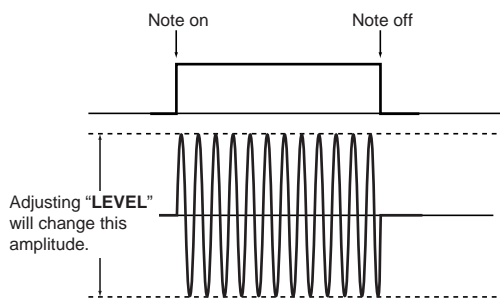 Note on
Note off
Adjusting “LEVEL”
will change this
amplitude.